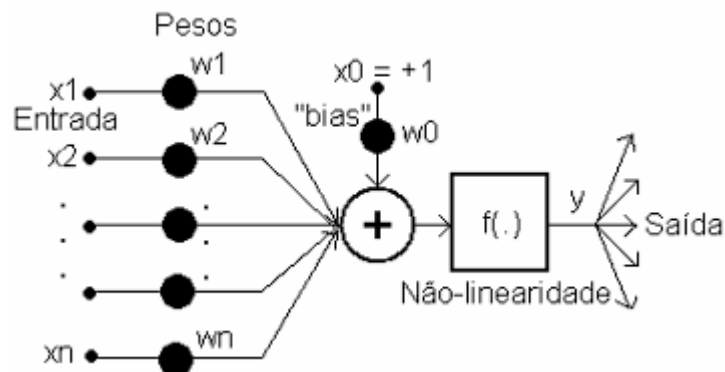 Pesos
x1
w1
x0 = +1
Entrada
"bias"
w0
x2
w2
+
f(.)
y
Saída
Não-linearidade
xn
wn